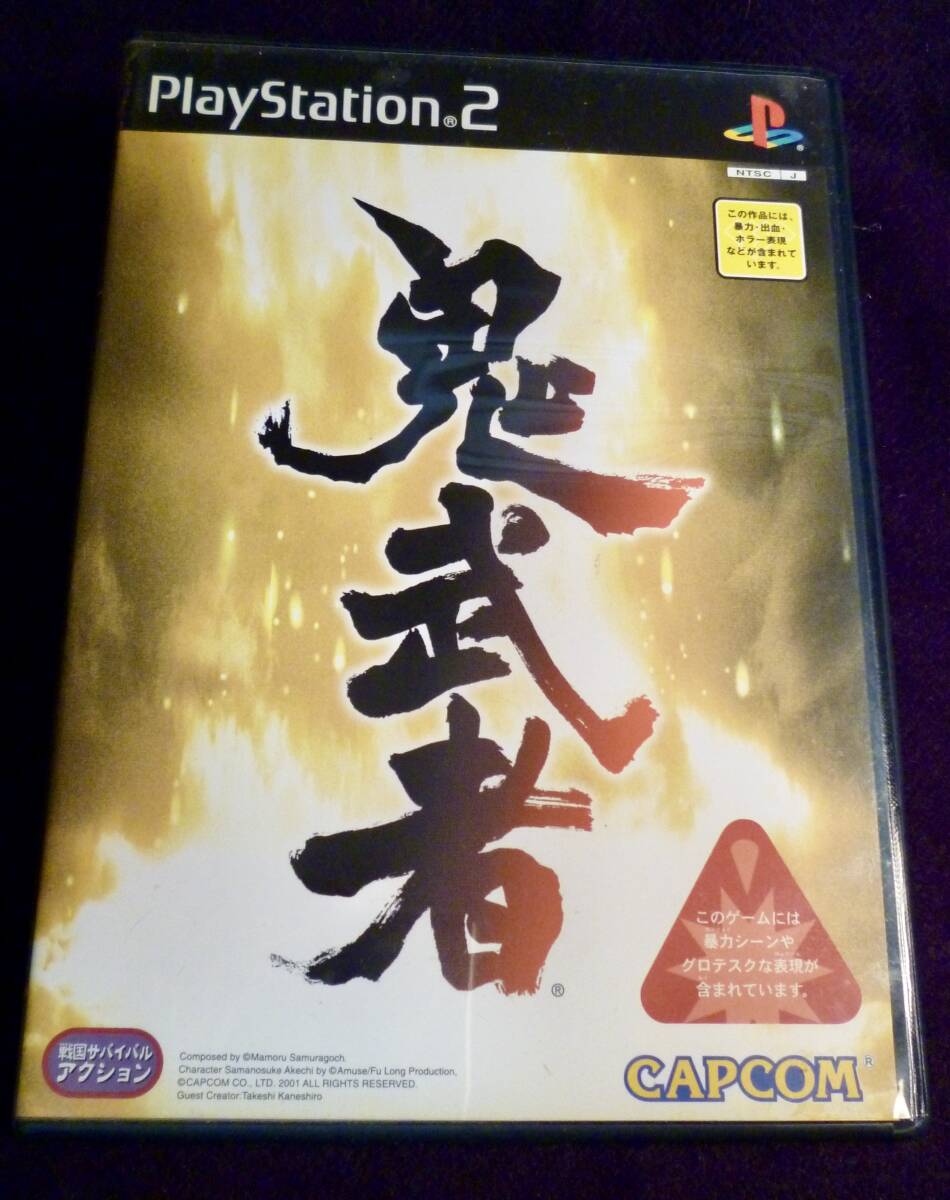 PlayStation®2
®
NTSC J
この作品には、
暴力・出血・
ホラー表現
などが含まれて
います。
鬼武者
®
このゲームには
暴力シーンや
グロテスクな表現が
含まれています。
戦国サバイバル
アクション
Composed by ©Mamoru Samuragoch.
Character Samanosuke Akechi by ©Amuse/Fu Long Production,
©CAPCOM CO., LTD. 2001 ALL RIGHTS RESERVED.
Guest Creator:Takeshi Kaneshiro
CAPCOM®